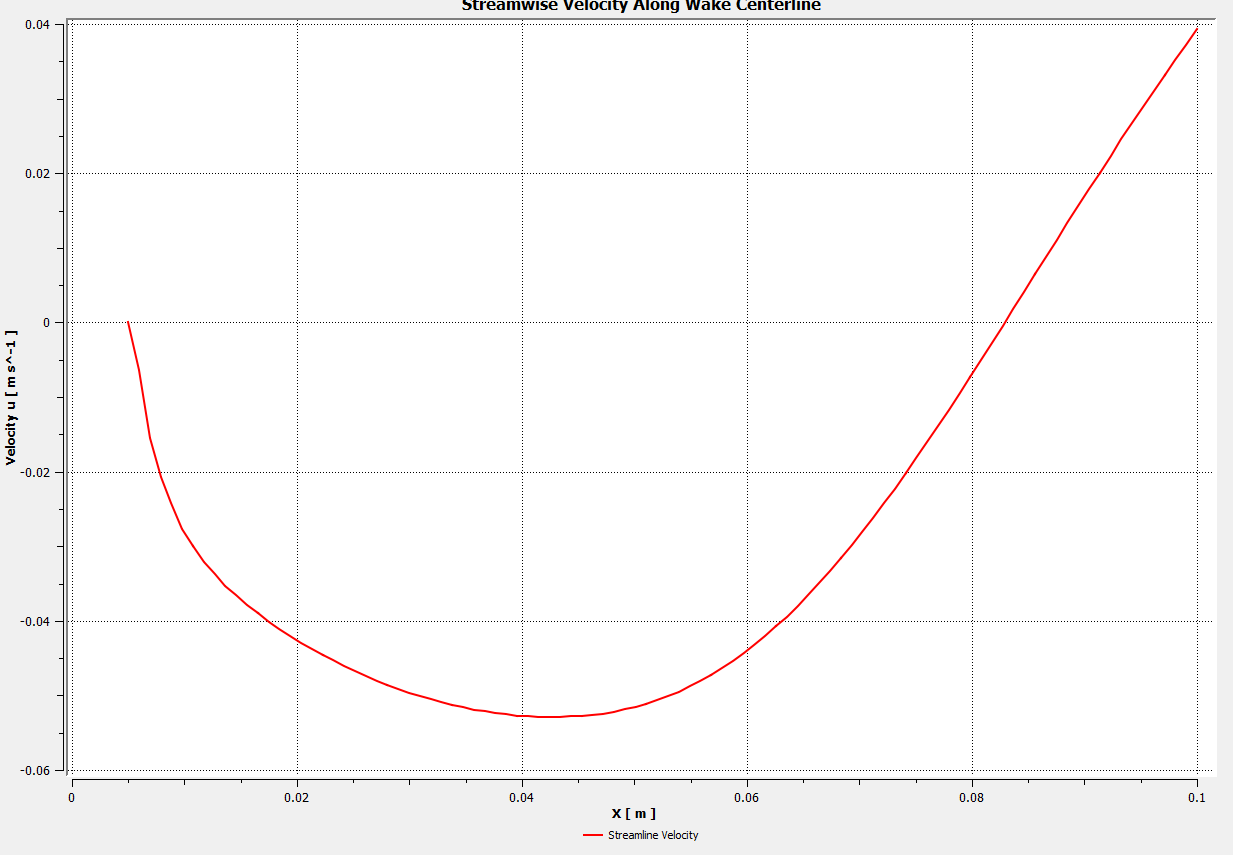 Streamwise Velocity Along Wake Centerline
0.04
0.02
0
-0.02
-0.04
-0.06
Velocity u [ m s^-1 ]
0 0.02 0.04 0.06 0.08 0.1
X [ m ]
Streamline Velocity